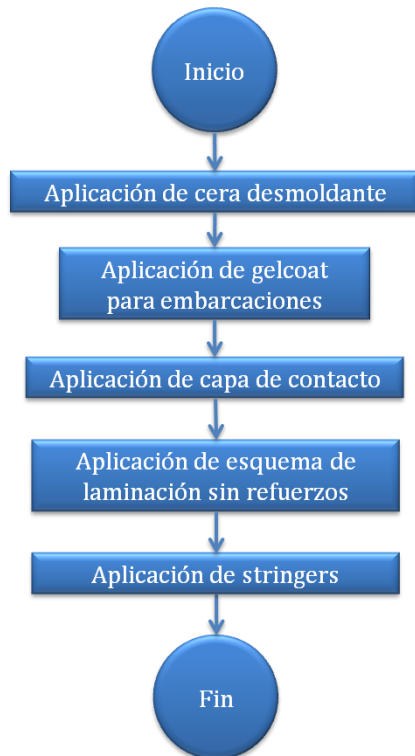 Inicio
Aplicación de cera desmoldante
Aplicación de gelcoat
para embarcaciones
Aplicación de capa de contacto
Aplicación de esquema de
laminación sin refuerzos
Aplicación de stringers
Fin